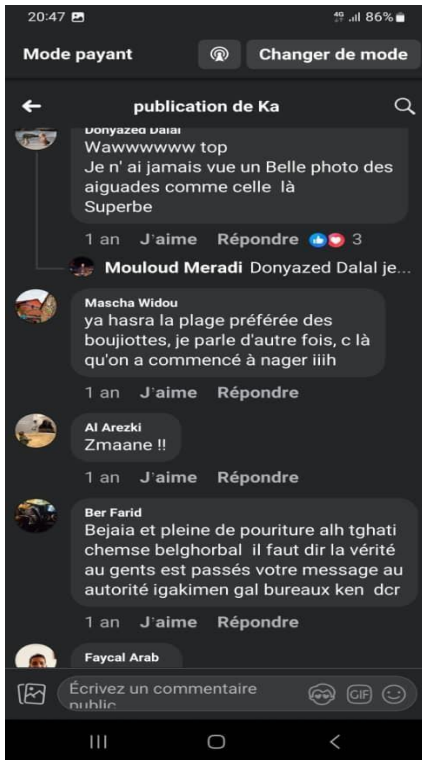 20:47 4G 86%
Mode payant Changer de mode
publication de Ka
Donyazed Dalal
Wawwwwww top
Je n' ai jamais vue un Belle photo des
aiguades comme celle là
Superbe
1 an J'aime Répondre 3
Mouloud Meradi Donyazed Dalal je...
Mascha Widou
ya hasra la plage préférée des
boujiottes, je parle d'autre fois, c là
qu'on a commencé à nager iiih
1 an J'aime Répondre
Al Arezki
Zmaane !!
1 an J'aime Répondre
Ber Farid
Bejaia et pleine de pouriture alh tghati
chemse belghorbal il faut dir la vérité
au gents est passés votre message au
autorité igakimen gal bureaux ken dcr
1 an J'aime Répondre
Faycal Arab
Écrivez un commentaire
public
GIF